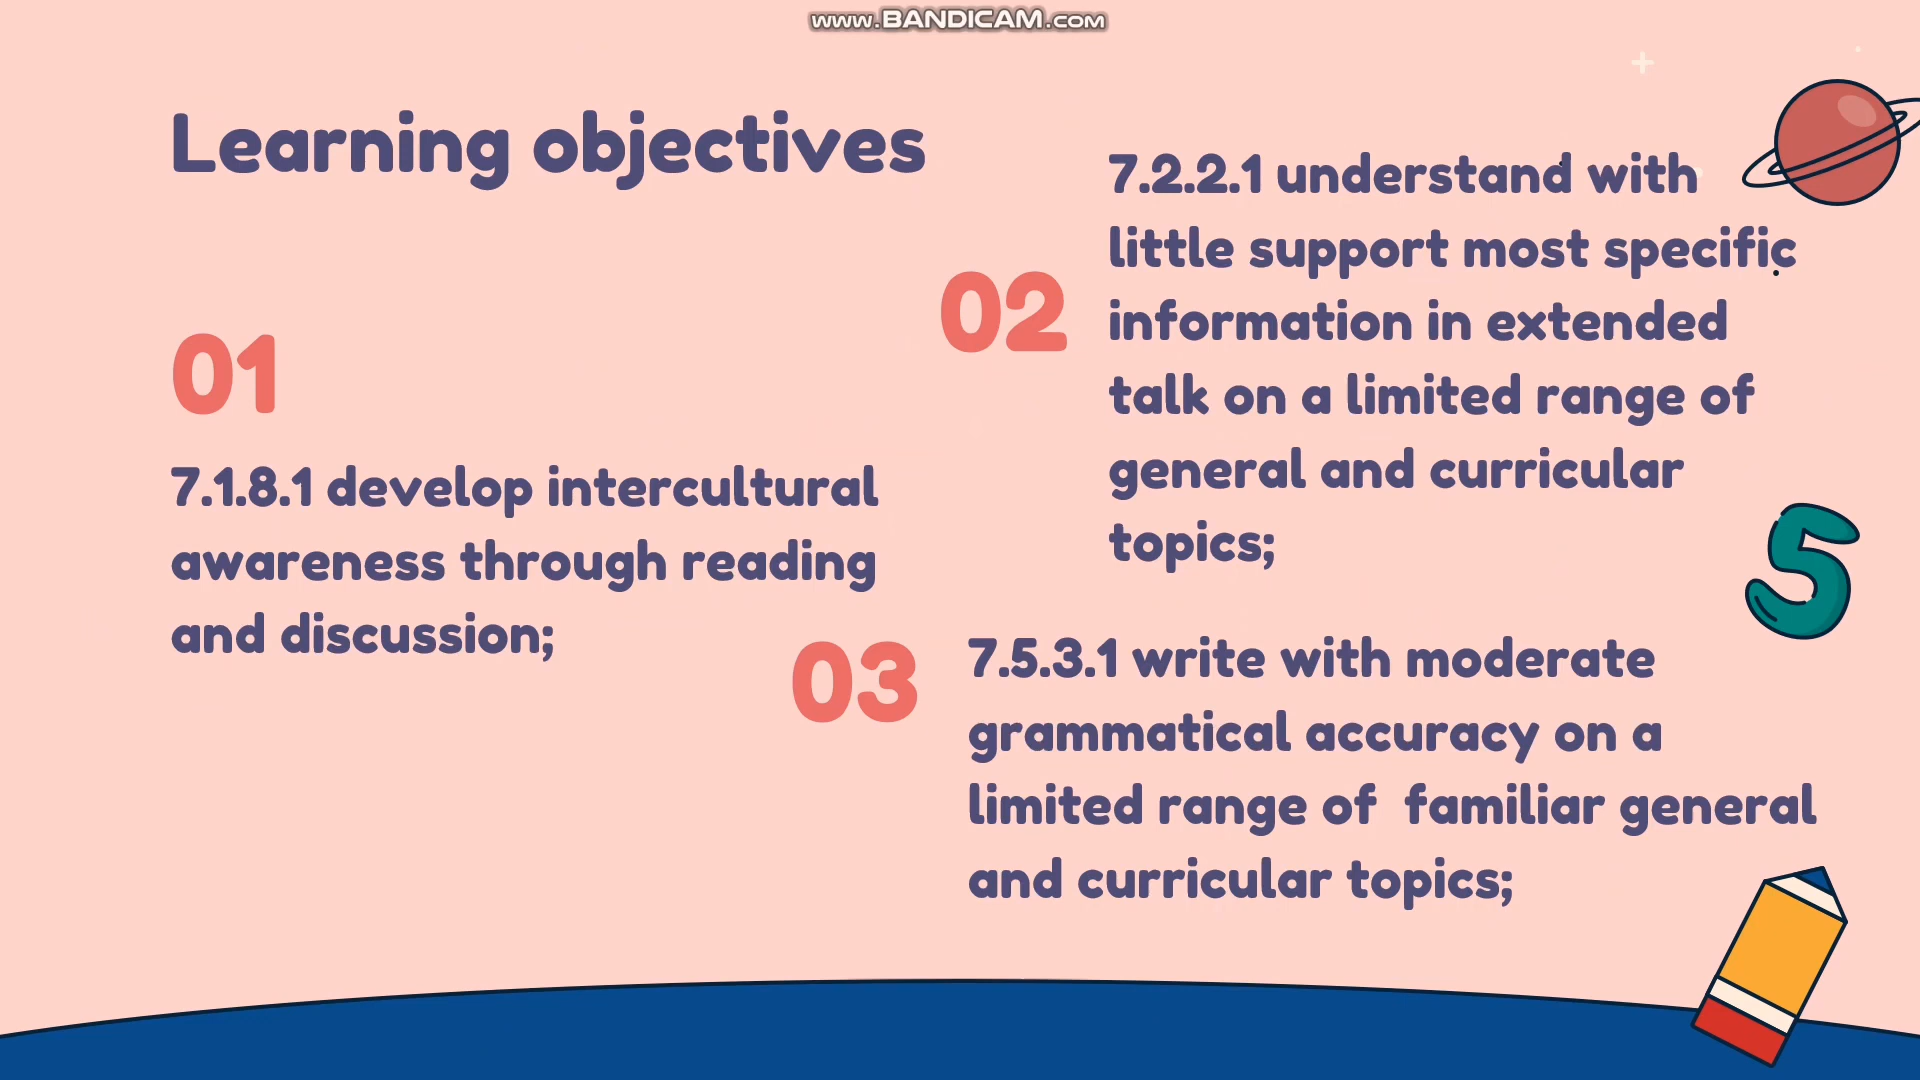 www.BANDICAM.com
Learning objectives
01
7.1.8.1 develop intercultural
awareness through reading
and discussion;
02
7.2.2.1 understand with
little support most specific
information in extended
talk on a limited range of
general and curricular
topics;
03
7.5.3.1 write with moderate
grammatical accuracy on a
limited range of  familiar general
and curricular topics;
5